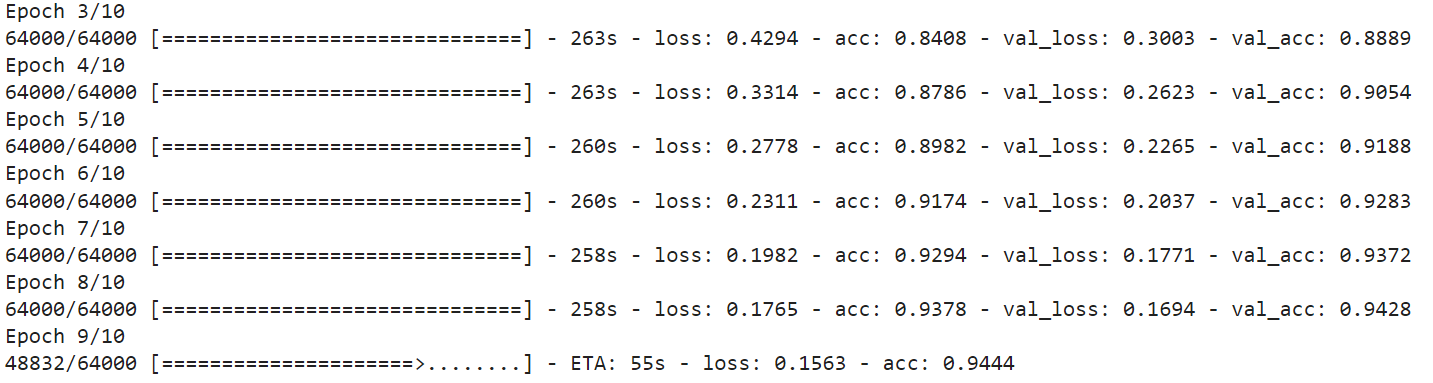 Epoch 3/10
64000/64000 [==============================] - 263s - loss: 0.4294 - acc: 0.8408 - val_loss: 0.3003 - val_acc: 0.8889
Epoch 4/10
64000/64000 [==============================] - 263s - loss: 0.3314 - acc: 0.8786 - val_loss: 0.2623 - val_acc: 0.9054
Epoch 5/10
64000/64000 [==============================] - 260s - loss: 0.2778 - acc: 0.8982 - val_loss: 0.2265 - val_acc: 0.9188
Epoch 6/10
64000/64000 [==============================] - 260s - loss: 0.2311 - acc: 0.9174 - val_loss: 0.2037 - val_acc: 0.9283
Epoch 7/10
64000/64000 [==============================] - 258s - loss: 0.1982 - acc: 0.9294 - val_loss: 0.1771 - val_acc: 0.9372
Epoch 8/10
64000/64000 [==============================] - 258s - loss: 0.1765 - acc: 0.9378 - val_loss: 0.1694 - val_acc: 0.9428
Epoch 9/10
48832/64000 [=====================>........] - ETA: 55s - loss: 0.1563 - acc: 0.9444